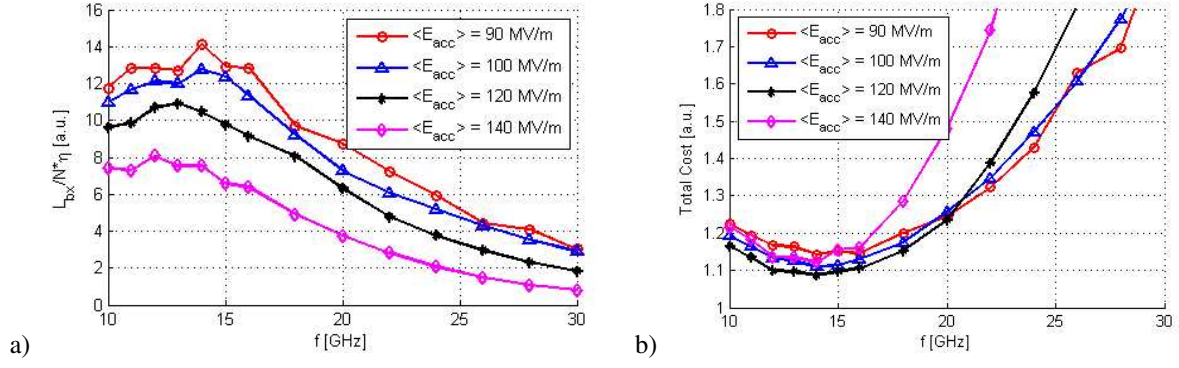 a)
L_bx/N*η [a.u.]
16
14
12
10
8
6
4
2
0
10 15 20 25 30
f [GHz]
<E_acc> = 90 MV/m
<E_acc> = 100 MV/m
<E_acc> = 120 MV/m
<E_acc> = 140 MV/m
b)
Total Cost [a.u.]
1.8
1.7
1.6
1.5
1.4
1.3
1.2
1.1
1
10 15 20 25 30
f [GHz]
<E_acc> = 90 MV/m
<E_acc> = 100 MV/m
<E_acc> = 120 MV/m
<E_acc> = 140 MV/m